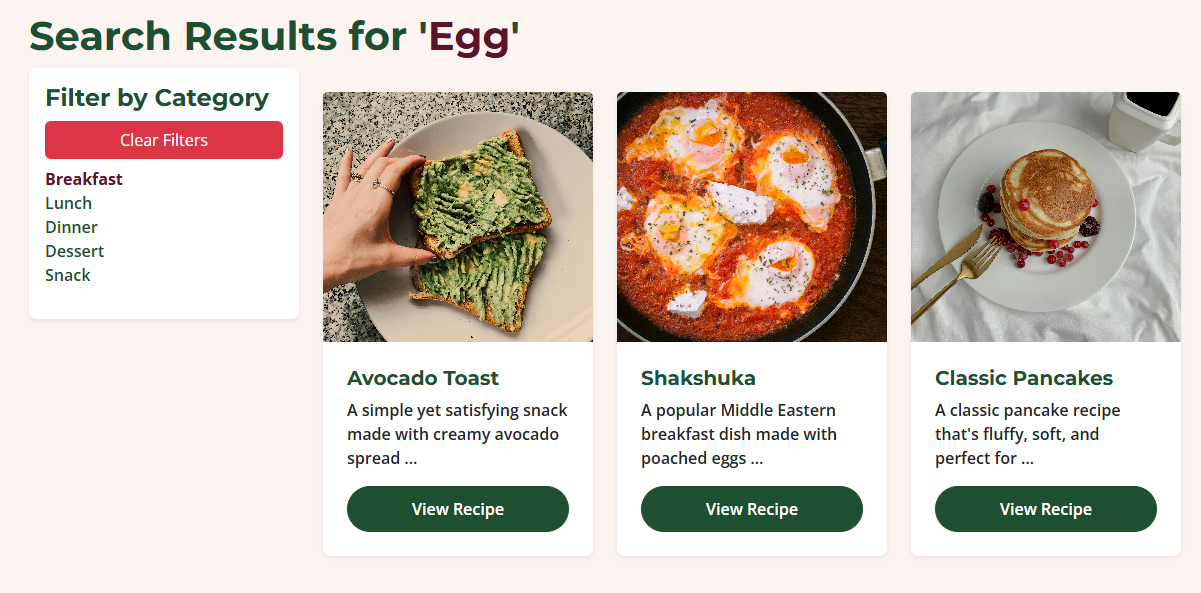 Search Results for 'Egg'
Filter by Category
Clear Filters
Breakfast
Lunch
Dinner
Dessert
Snack
Avocado Toast
A simple yet satisfying snack
made with creamy avocado
spread ...
View Recipe
Shakshuka
A popular Middle Eastern
breakfast dish made with
poached eggs ...
View Recipe
Classic Pancakes
A classic pancake recipe
that's fluffy, soft, and
perfect for ...
View Recipe